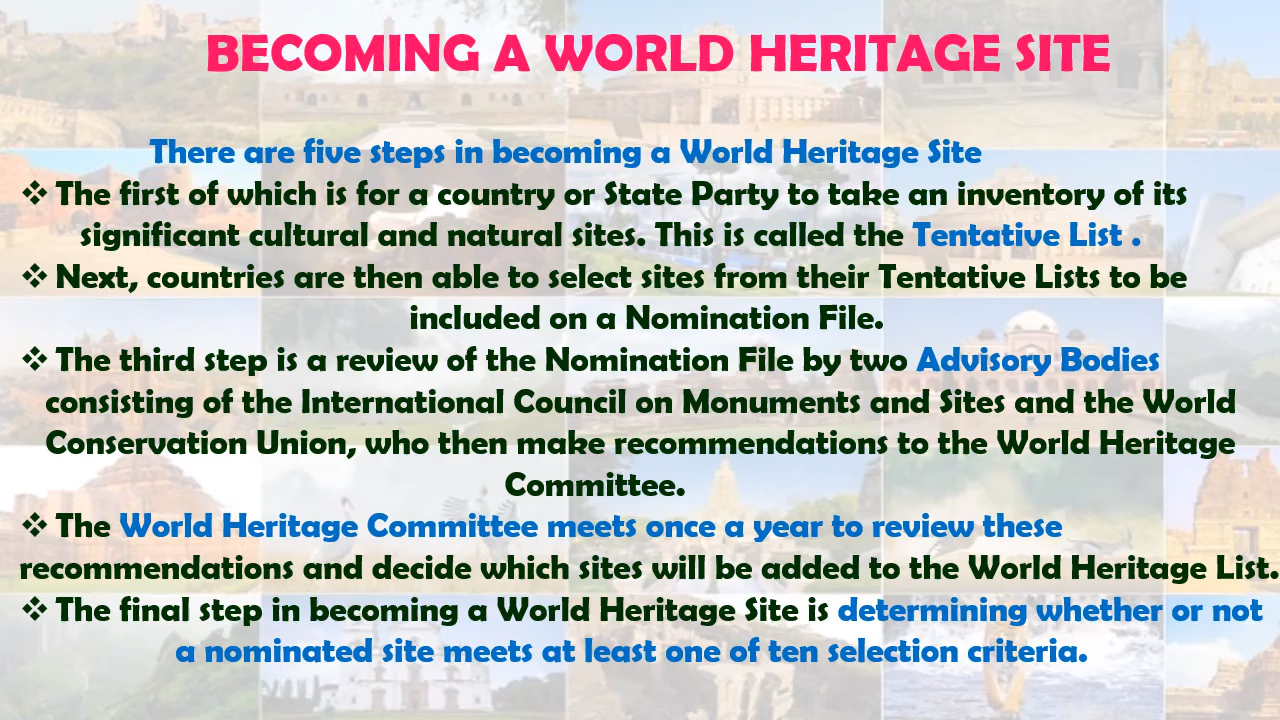 BECOMING A WORLD HERITAGE SITE
There are five steps in becoming a World Heritage Site
❖ The first of which is for a country or State Party to take an inventory of its
significant cultural and natural sites. This is called the Tentative List .
❖ Next, countries are then able to select sites from their Tentative Lists to be
included on a Nomination File.
❖ The third step is a review of the Nomination File by two Advisory Bodies
consisting of the International Council on Monuments and Sites and the World
Conservation Union, who then make recommendations to the World Heritage
Committee.
❖ The World Heritage Committee meets once a year to review these
recommendations and decide which sites will be added to the World Heritage List.
❖ The final step in becoming a World Heritage Site is determining whether or not
a nominated site meets at least one of ten selection criteria.